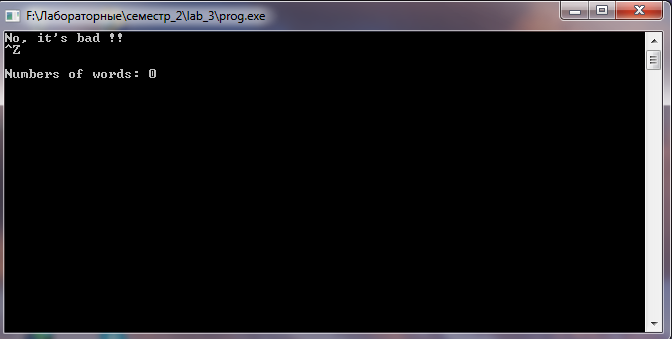 F:\Лабораторные\семестр_2\lab_3\prog.exe
No, it's bad !!
^Z
Numbers of words: 0